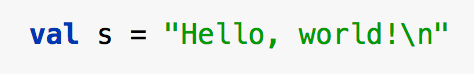 val s = "Hello, world!\n"